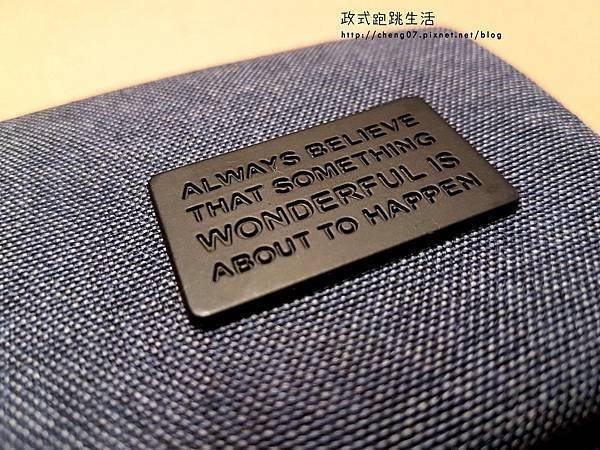 政式跑跳生活
http://cheng07.pixnet.net/blog
ALWAYS BELIEVE
THAT SOMETHING
WONDERFUL IS
ABOUT TO HAPPEN